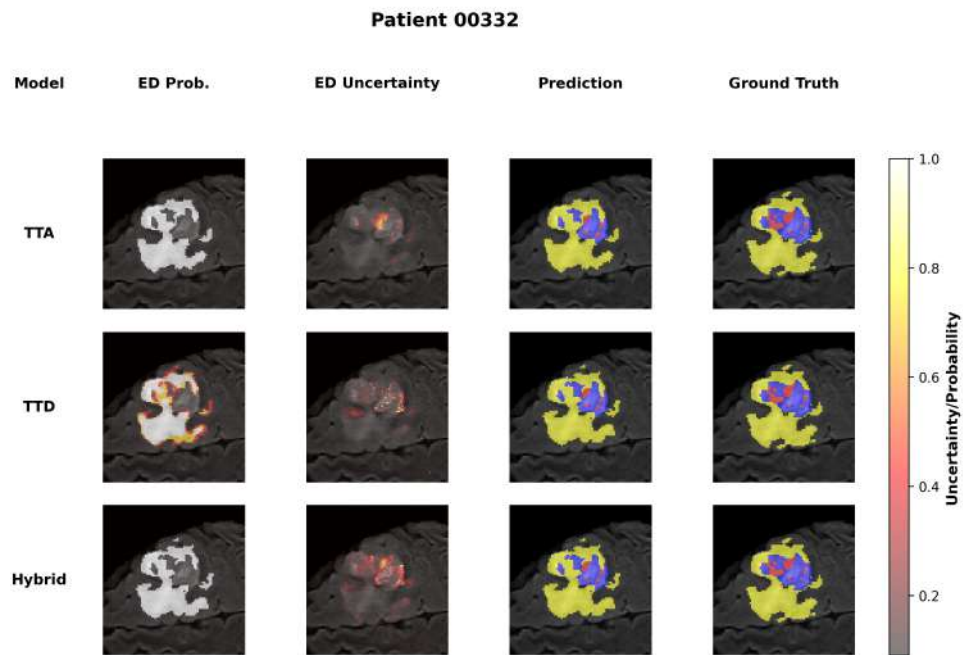 Patient 00332
Model ED Prob. ED Uncertainty Prediction Ground Truth
TTA
TTD
Hybrid
1.0
0.8
0.6
0.4
0.2
Uncertainty/Probability